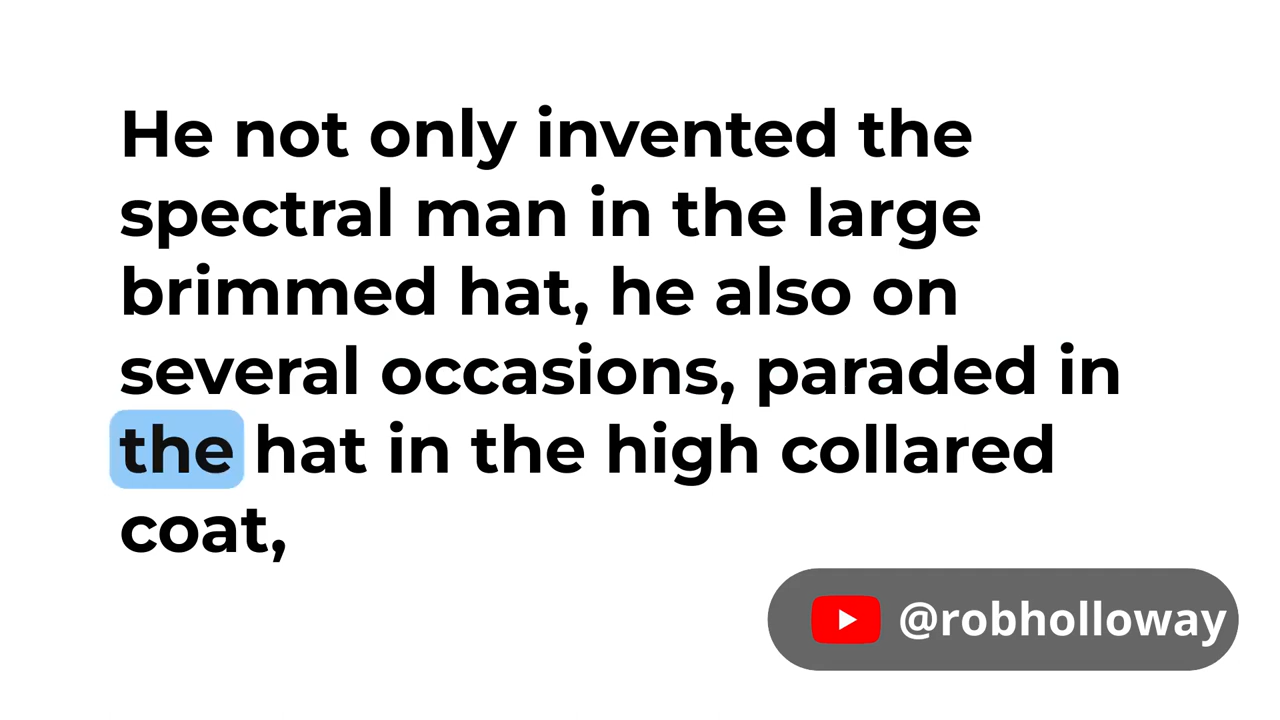 He not only invented the
spectral man in the large
brimmed hat, he also on
several occasions, paraded in
the hat in the high collared
coat,
@robholloway